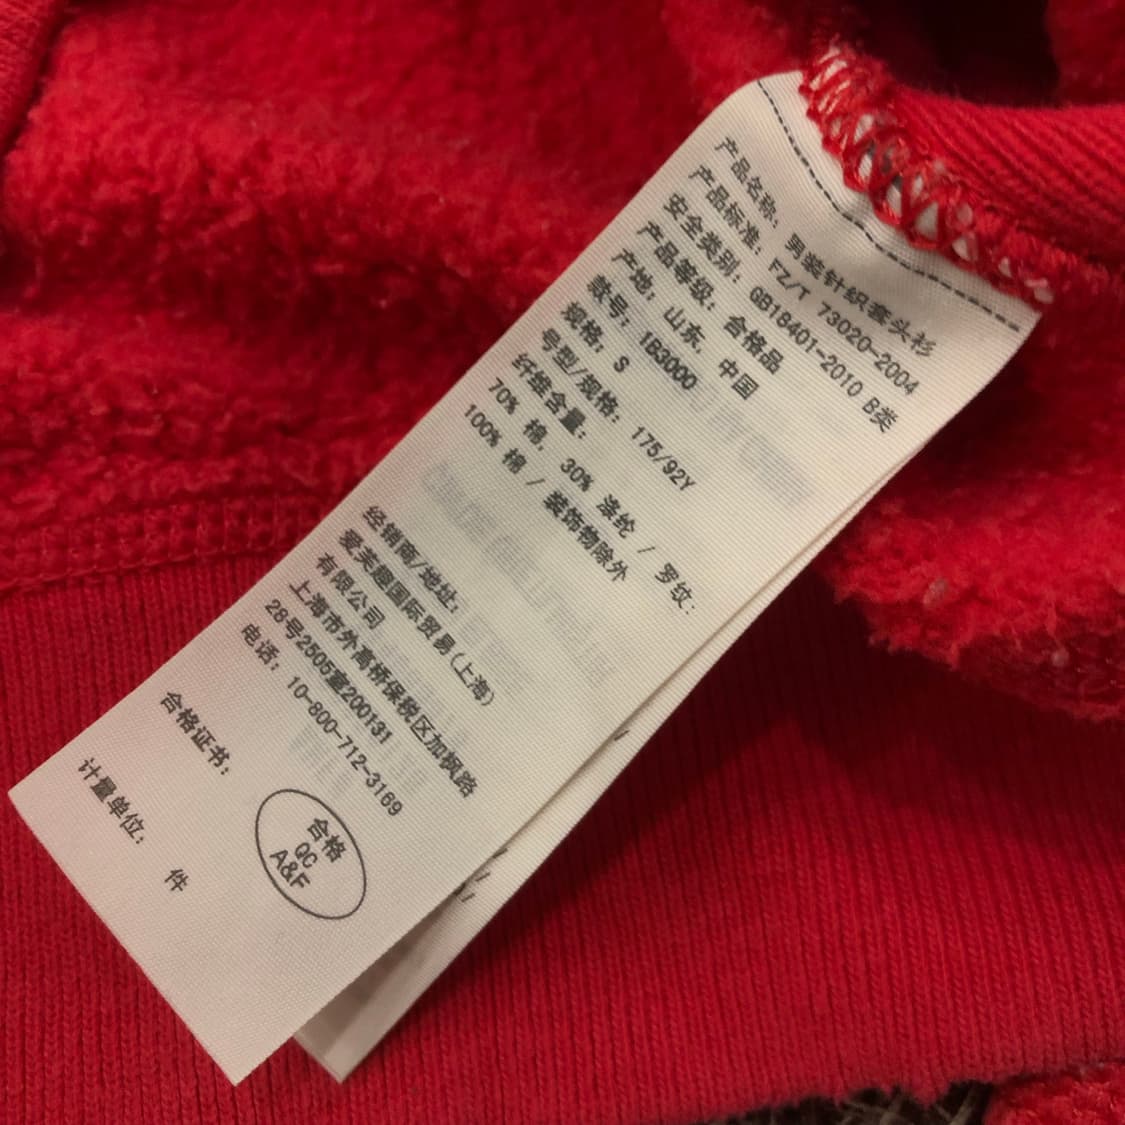 产品名称: 男装针织套头衫
产品标准: FZ/T 73020-2004
安全类别: GB18401-2010 B类
产品等级: 合格品
产地: 山东, 中国
款号: 1B3000
规格: S
号型/规格: 175/92Y
纤维含量:
70% 棉, 30% 涤纶 / 罗纹:
100% 棉 / 装饰物除外
经销商/地址:
爱芙趣国际贸易(上海)
有限公司
上海市外高桥保税区加枫路
28号2505室200131
电话: 10-800-712-3169
合格证书:
合格
QC
A&F
计量单位: 件